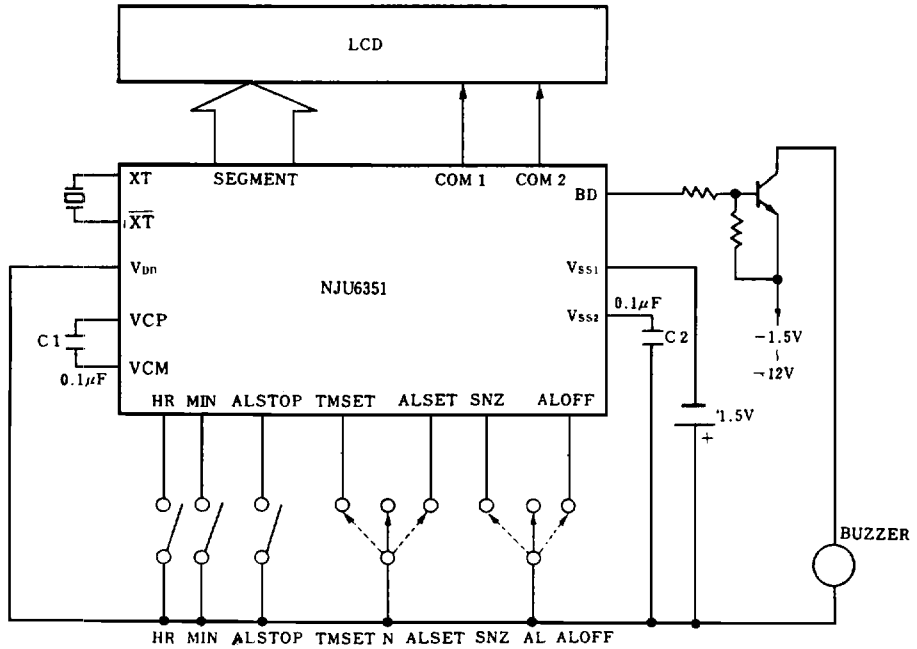 LCD
XT SEGMENT COM 1 COM 2
BD
XT
VDD VSS1
NJU6351
VCP 0.1μF
VSS2
C1 C2
−1.5V
~
−12V
VCM
0.1μF
HR MIN ALSTOP TMSET ALSET SNZ ALOFF
1.5V
+
BUZZER
HR MIN ALSTOP TMSET N ALSET SNZ AL ALOFF